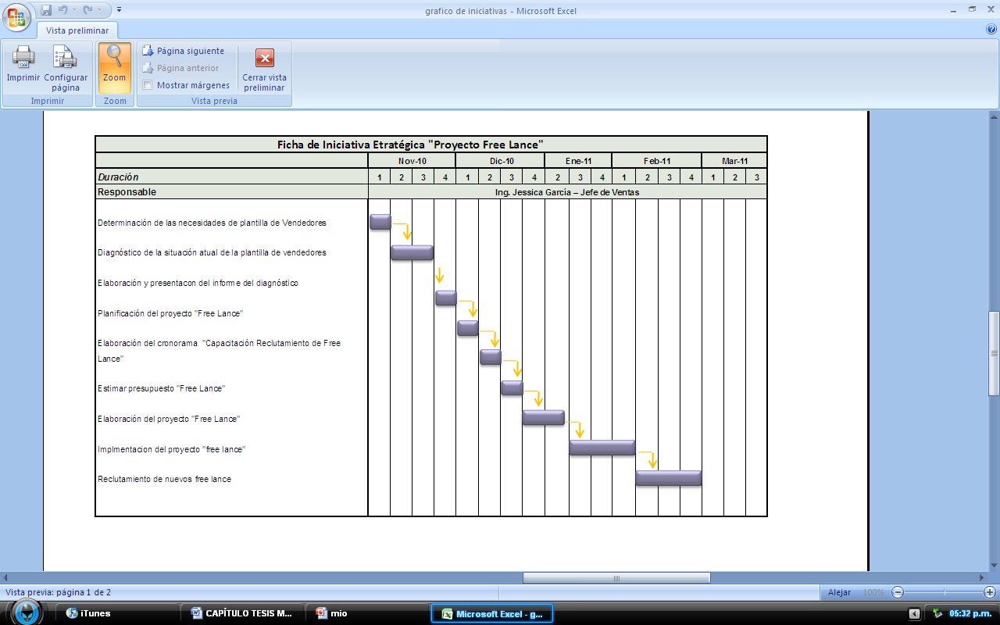 grafico de iniciativas - Microsoft Excel
Vista preliminar
Imprimir
Configurar página
Imprimir
Zoom
Zoom
Página siguiente
Página anterior
Mostrar márgenes
Cerrar vista preliminar
Vista previa
Ficha de Iniciativa Etratégica "Proyecto Free Lance"
Nov-10 Dic-10 Ene-11 Feb-11 Mar-11
Duración 1 2 3 4 1 2 3 4 2 3 4 1 2 3 4 1 2 3
Responsable Ing. Jessica García – Jefe de Ventas
Determinación de las necesidades de plantilla de Vendedores
Diagnóstico de la situación atual de la plantilla de vendedores
Elaboración y presentacon del informe del diagnóstico
Planificación del proyecto "Free Lance"
Elaboración del cronorama "Capacitación Reclutamiento de Free
Lance"
Estimar presupuesto "Free Lance"
Elaboración del proyecto "Free Lance"
Implmentacion del proyecto "free lance"
Reclutamiento de nuevos free lance
Vista previa: página 1 de 2
Alejar 100%
iTunes
CAPÍTULO TESIS M...
mio
Microsoft Excel - g...
05:32 p.m.